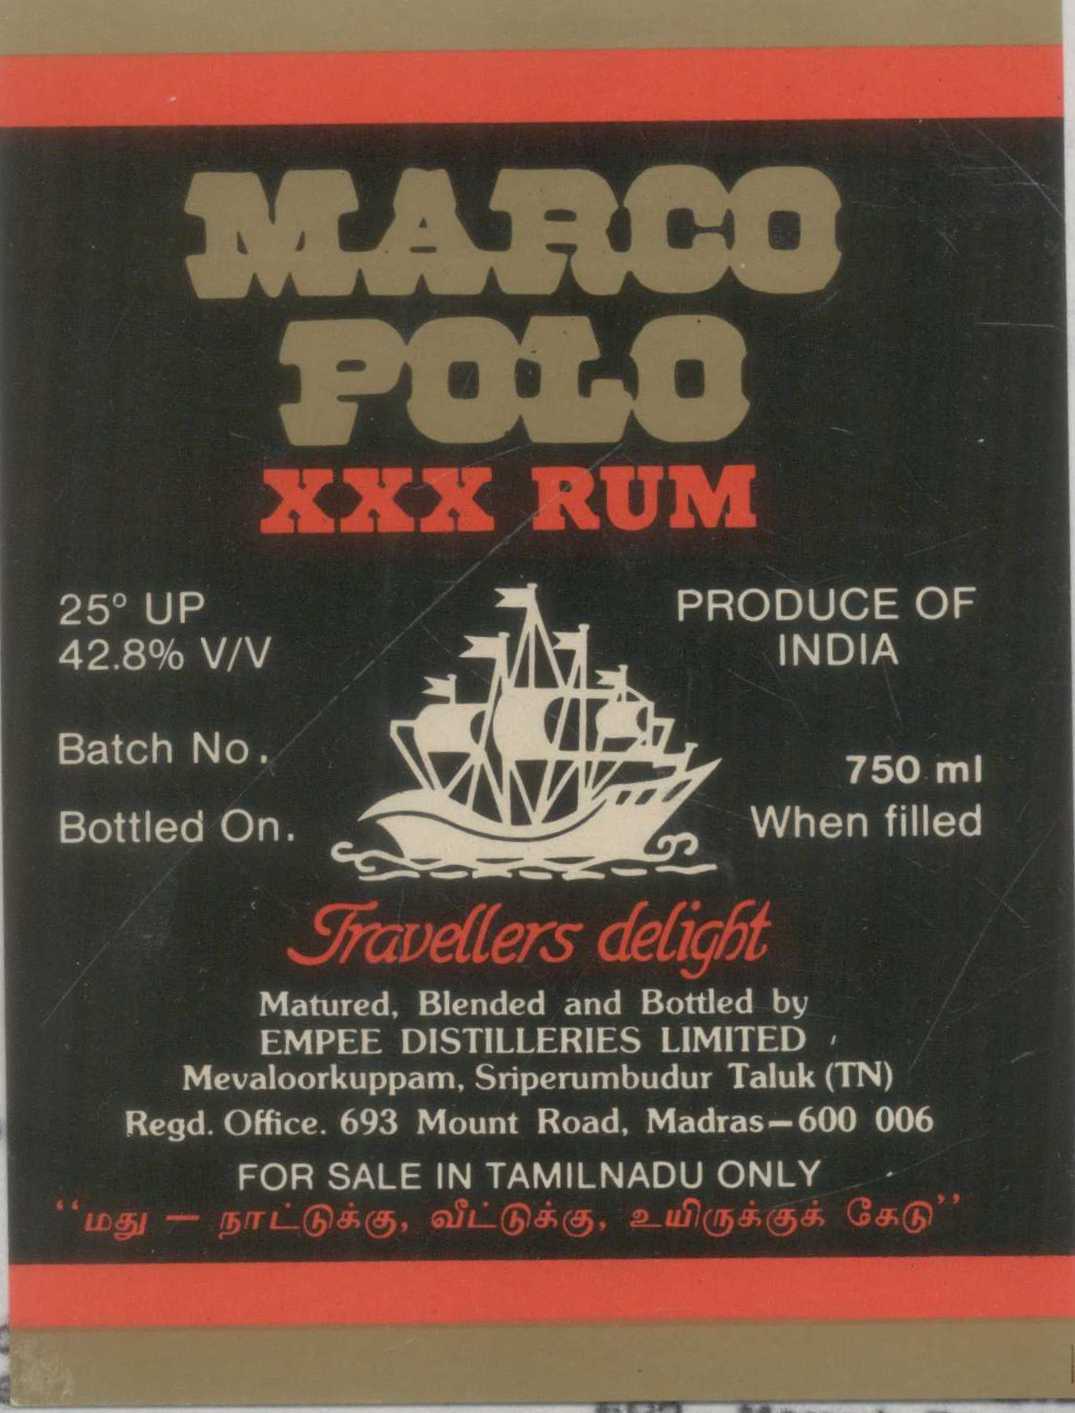 MARCO
POLO
XXX RUM
25° UP
42.8% V/V
PRODUCE OF
INDIA
Batch No.
Bottled On.
750 ml
When filled
Travellers delight
Matured, Blended and Bottled by
EMPEE DISTILLERIES LIMITED
Mevaloorkuppam, Sriperumbudur Taluk (TN)
Regd. Office. 693 Mount Road, Madras–600 006
FOR SALE IN TAMILNADU ONLY
“மது — நாட்டுக்கு, வீட்டுக்கு, உயிருக்குக் கேடு”